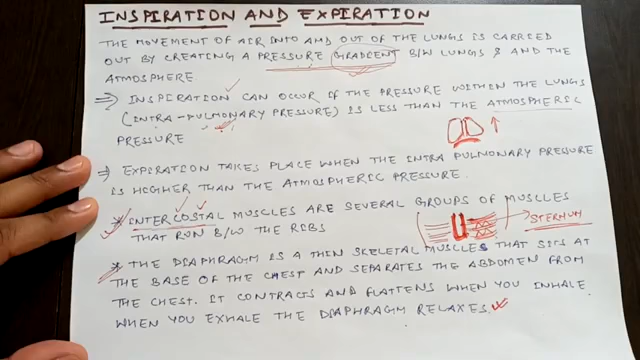 INSPIRATION AND EXPIRATION
THE MOVEMENT OF AIR INTO AND OUT OF THE LUNGS IS CARRIED
OUT BY CREATING A PRESSURE GRADIENT B/W LUNGS & AND THE
ATMOSPHERE
⇒ INSPIRATION CAN OCCUR IF THE PRESSURE WITHIN THE LUNGS
(INTRA-PULMONARY PRESSURE) IS LESS THAN THE ATMOSPHERIC
PRESSURE
⇒ EXPIRATION TAKES PLACE WHEN THE INTRA PULMONARY PRESSURE
IS HIGHER THAN THE ATMOSPHERIC PRESSURE.
* INTERCOSTAL MUSCLES ARE SEVERAL GROUPS OF MUSCLES
THAT RUN B/W THE RIBS
STERNUM
* THE DIAPHRAGM IS A THIN SKELETAL MUSCLES THAT SITS AT
THE BASE OF THE CHEST AND SEPARATES THE ABDOMEN FROM
THE CHEST. IT CONTRACTS AND FLATTENS WHEN YOU INHALE.
WHEN YOU EXHALE THE DIAPHRAGM RELAXES.